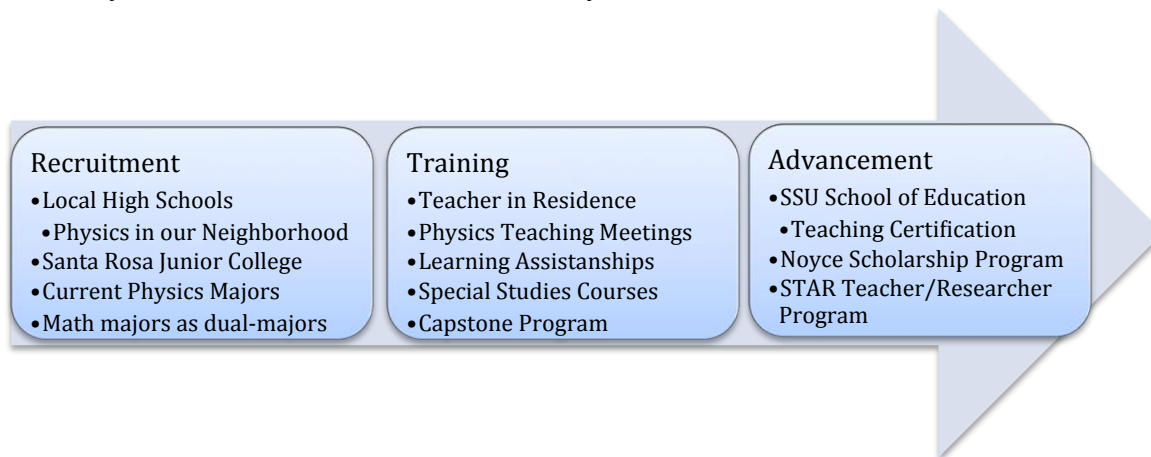 Recruitment
•Local High Schools
•Physics in our Neighborhood
•Santa Rosa Junior College
•Current Physics Majors
•Math majors as dual-majors
Training
•Teacher in Residence
•Physics Teaching Meetings
•Learning Assistanships
•Special Studies Courses
•Capstone Program
Advancement
•SSU School of Education
•Teaching Certification
•Noyce Scholarship Program
•STAR Teacher/Researcher
Program